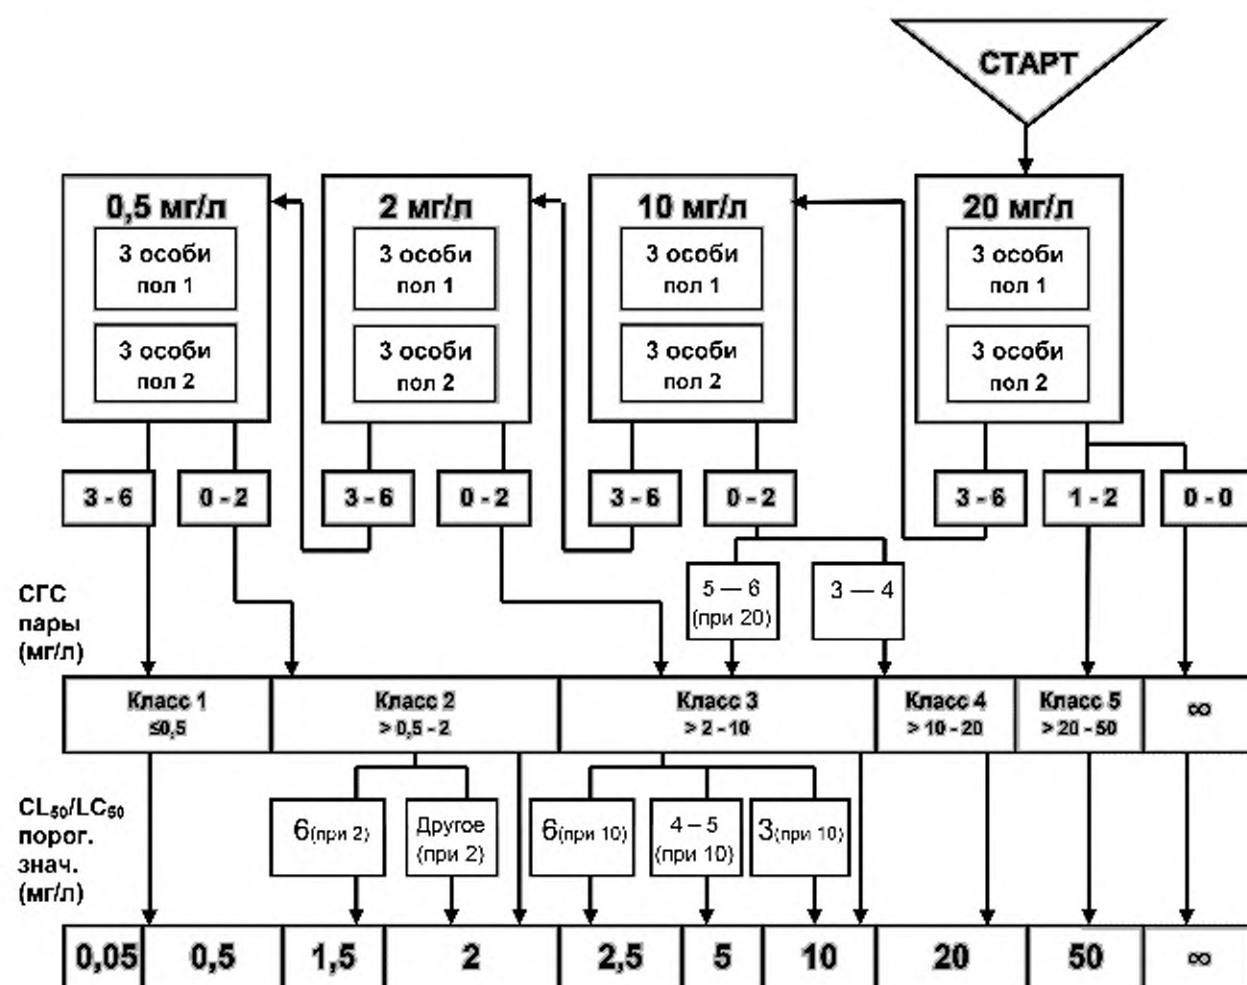 СТАРТ
0,5 мг/л
3 особи
пол 1
3 особи
пол 2
2 мг/л
3 особи
пол 1
3 особи
пол 2
10 мг/л
3 особи
пол 1
3 особи
пол 2
20 мг/л
3 особи
пол 1
3 особи
пол 2
3 - 6
0 - 2
3 - 6
0 - 2
3 - 6
0 - 2
3 - 6
1 - 2
0 - 0
5 — 6
(при 20)
3 — 4
СГС
пары
(мг/л)
Класс 1
≤0,5
Класс 2
> 0,5 - 2
Класс 3
> 2 - 10
Класс 4
> 10 - 20
Класс 5
> 20 - 50
∞
CL₅₀/LC₅₀
порог.
знач.
(мг/л)
6(при 2)
Другое
(при 2)
6(при 10)
4 – 5
(при 10)
3(при 10)
0,05
0,5
1,5
2
2,5
5
10
20
50
∞